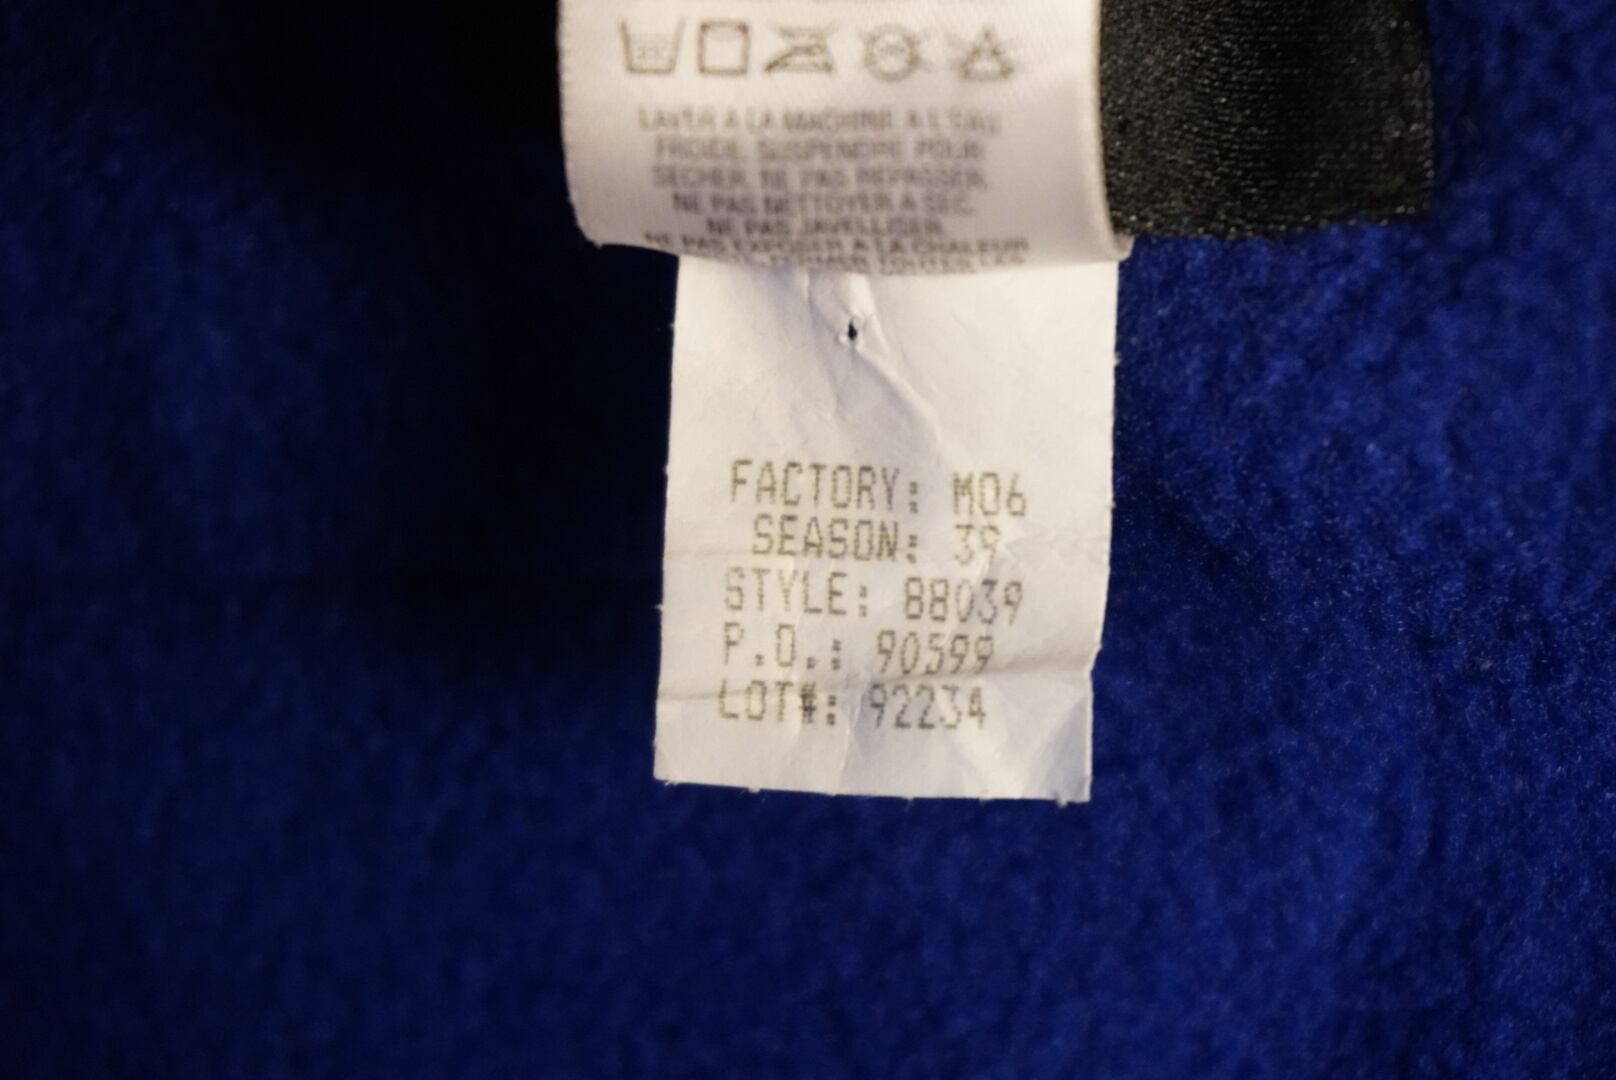 LAVER A LA MACHINE A L'EAU
FROIDE. SUSPENDRE POUR
SECHER. NE PAS REPASSER.
NE PAS NETTOYER A SEC.
NE PAS JAVELLISER.
NE PAS EXPOSER A LA CHALEUR
FACTORY: M06
SEASON: 39
STYLE: 88039
P.O.: 90599
LOT#: 92234